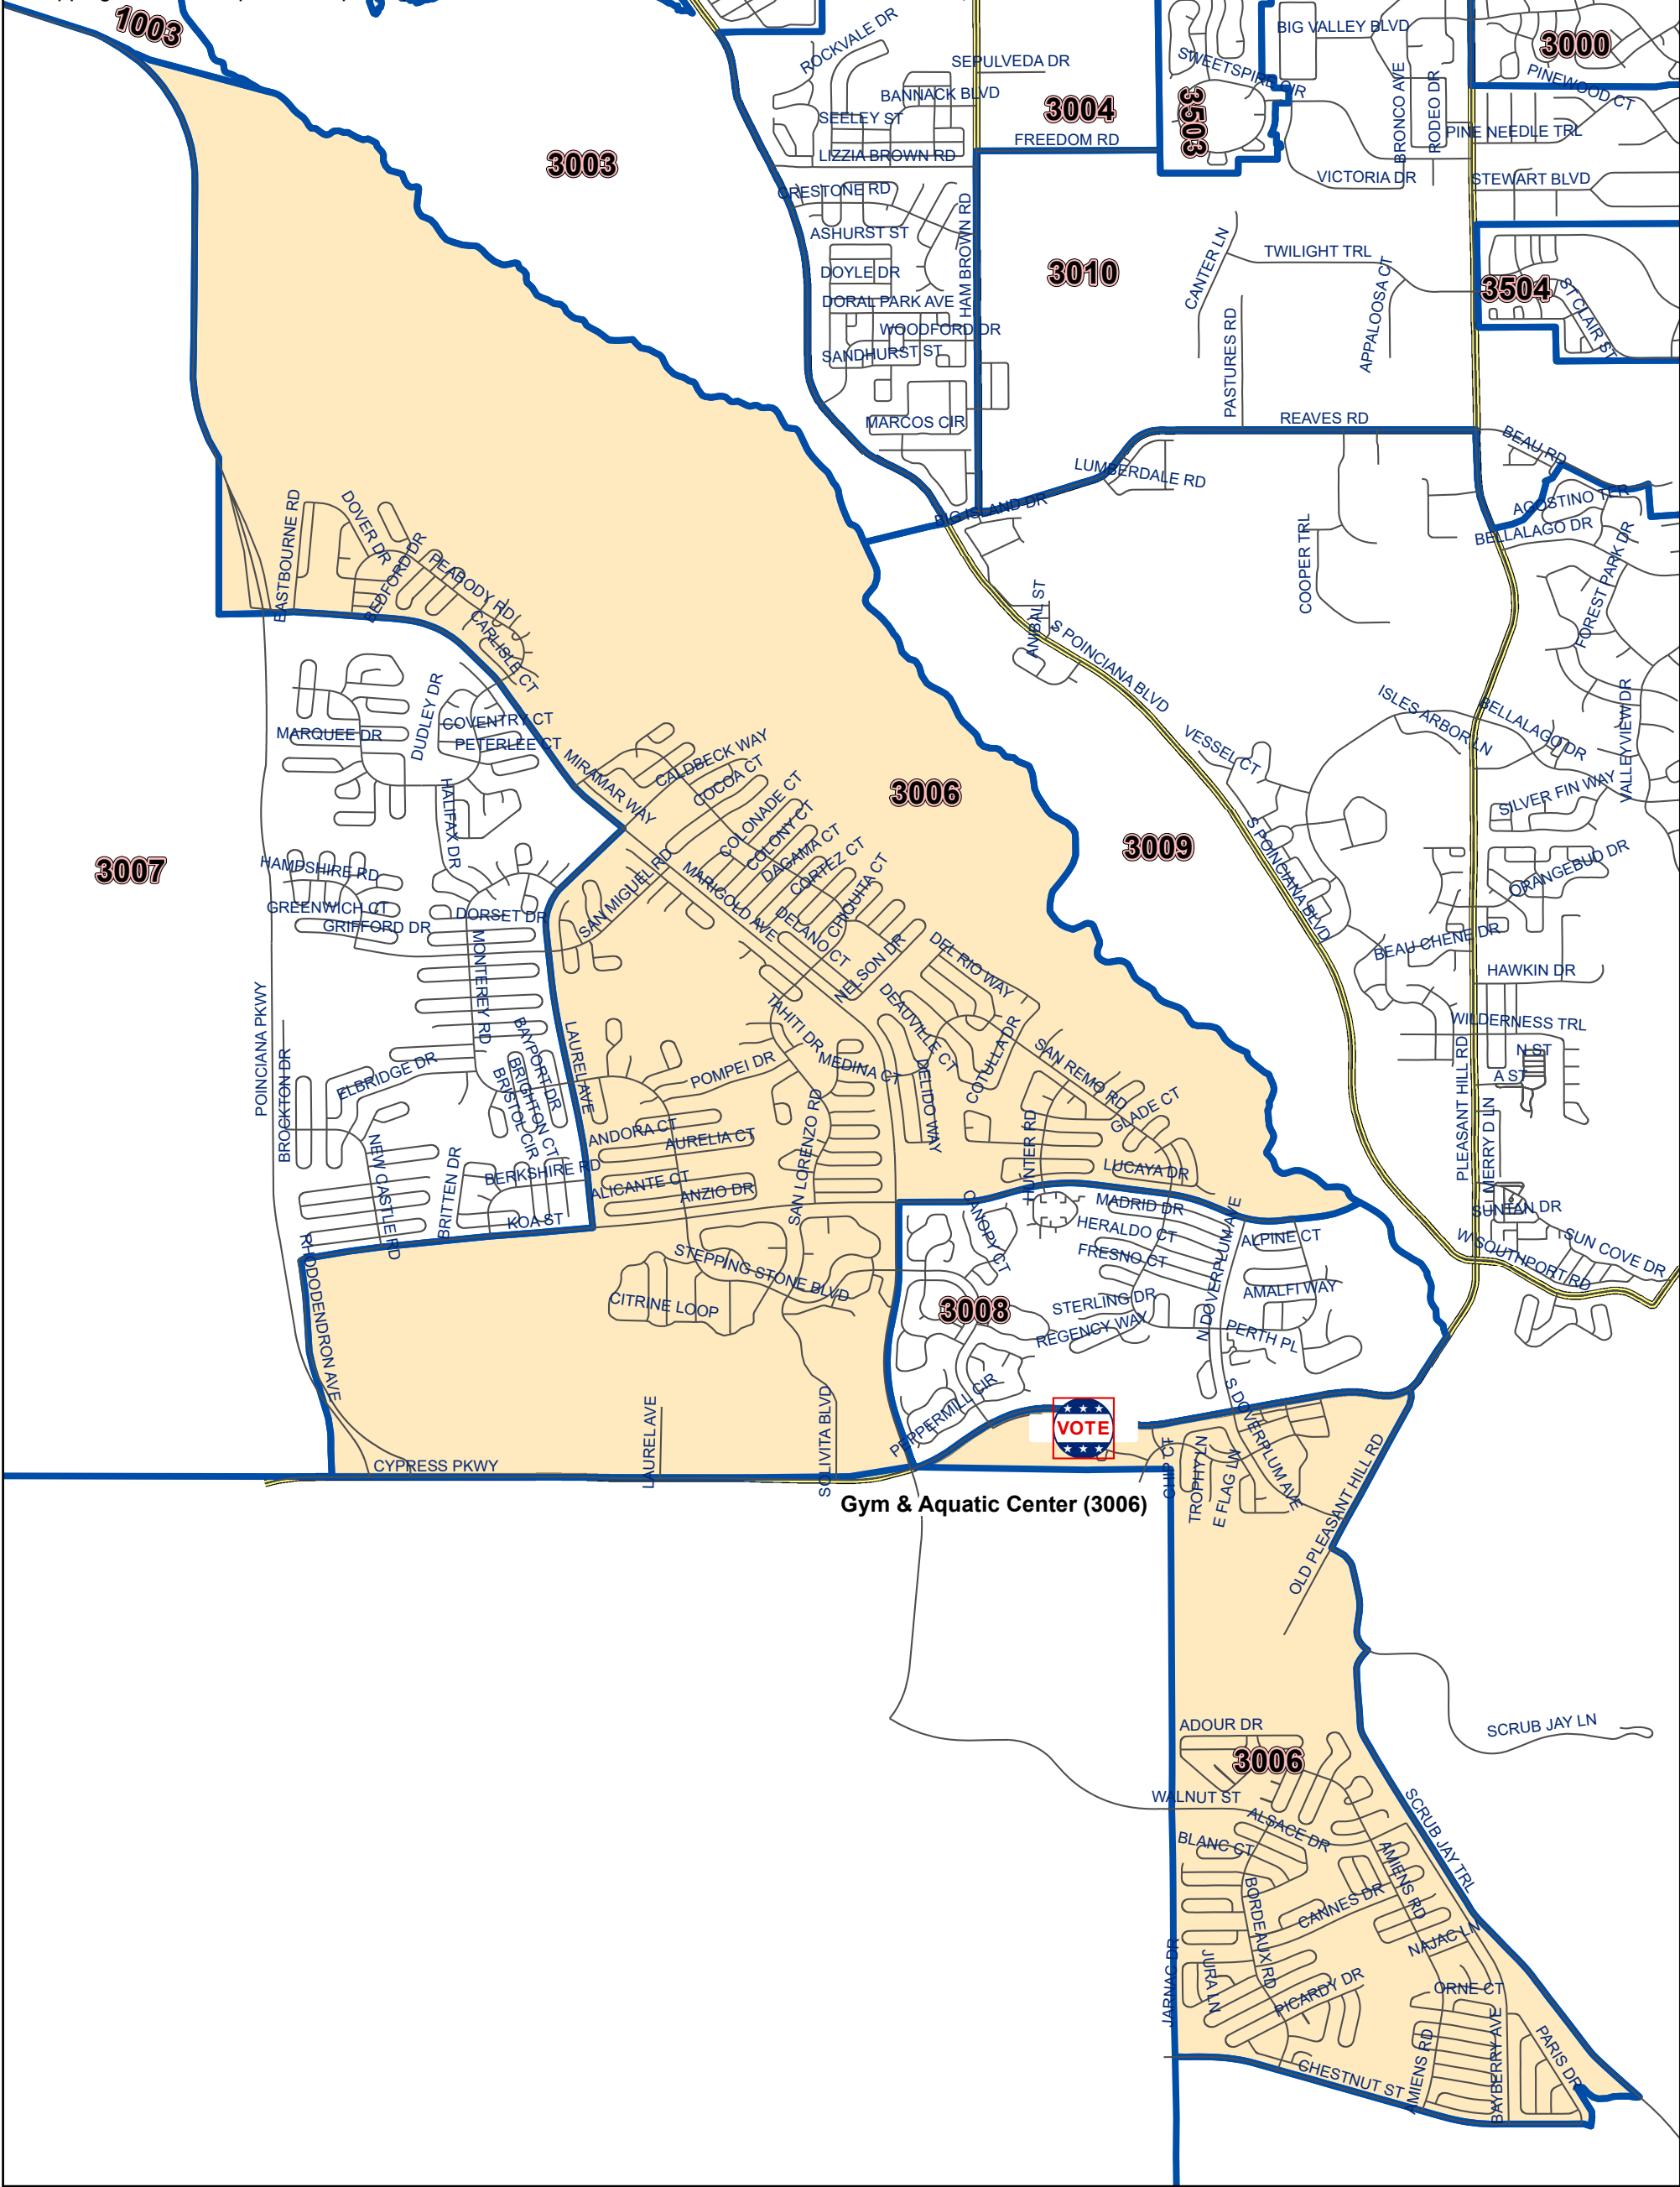 1003
3003
ROCKVALE DR
SEPULVEDA DR
BANNACK BLVD
SEELEY ST
LIZZIA BROWN RD
3004
FREEDOM RD
SWEETSPIRE CIR
3503
BIG VALLEY BLVD
BRONCO AVE
RODEO DR
3000
PINEWOOD CT
PINE NEEDLE TRL
VICTORIA DR
STEWART BLVD
CRESTONE RD
ASHURST ST
DOYLE DR
DORAL PARK AVE
WOODFORD DR
SANDHURST ST
MARCOS CIR
HAM BROWN RD
3010
CANTER LN
TWILIGHT TRL
APPALOOSA CT
PASTURES RD
3504
ST CLAIR ST
REAVES RD
LUMBERDALE RD
BIG ISLAND DR
BEAU RD
AGOSTINO TER
BELLALAGO DR
COOPER TRL
FOREST PARK DR
EASTBOURNE RD
DOVER DR
BEDFORD DR
PEABODY RD
CARLISLE CT
ANIBAL ST
S POINCIANA BLVD
VESSEL CT
ISLES ARBOR LN
BELLALAGO DR
VALLEYVIEW DR
SILVER FIN WAY
MARQUEE DR
DUDLEY DR
COVENTRY CT
PETERLEE CT
MIRAMAR WAY
CALDBECK WAY
COCOA CT
COLONADE CT
COLONY CT
DAGAMA CT
CORTEZ CT
CHIQUITA CT
3006
3009
3007
HALIFAX DR
HAMPSHIRE RD
GREENWICH CT
GRIFFORD DR
DORSET DR
SAN MIGUEL RD
MARIGOLD AVE
DELANO CT
NELSON DR
DEL RIO WAY
S POINCIANA BLVD
ORANGEBUD DR
BEAU CHENE DR
HAWKIN DR
WILDERNESS TRL
N ST
A ST
MONTEREY RD
POINCIANA PKWY
BROCKTON DR
ELBRIDGE DR
BAYPORT DR
BRIGHTON CT
BRISTOL CIR
LAUREL AVE
TAHITI DR
MEDINA CT
POMPEI DR
DEAUVILLE CT
DELIDO WAY
COTULLA DR
SAN REMO RD
GLADE CT
PLEASANT HILL RD
MERRY D LN
NEW CASTLE RD
BRITTEN DR
BERKSHIRE RD
KOA ST
ANDORA CT
AURELIA CT
ALICANTE CT
ANZIO DR
SAN LORENZO RD
HUNTER RD
LUCAYA DR
MADRID DR
HERALDO CT
FRESNO CT
CANOPY CT
N DOVERPLUM AVE
ALPINE CT
AMALFI WAY
SUNTAN DR
W SOUTHPORT RD
SUN COVE DR
RHODODENDRON AVE
STEPPING STONE BLVD
CITRINE LOOP
3008
STERLING DR
REGENCY WAY
PERTH PL
PEPPERMILL CIR
LAUREL AVE
SOLIVITA BLVD
CYPRESS PKWY
VOTE
Gym & Aquatic Center (3006)
CHIP CT
TROPHY LN
E FLAG LN
S DOVERPLUM AVE
OLD PLEASANT HILL RD
SCRUB JAY LN
ADOUR DR
3006
WALNUT ST
ALSACE DR
BLANC CT
SCRUB JAY TRL
AMIENS RD
CANNES DR
BORDEAUX RD
NAJAC LN
JARNAC DR
JURA LN
PICARDY DR
ORNE CT
CHESTNUT ST
AMIENS RD
BAYBERRY AVE
PARIS DR